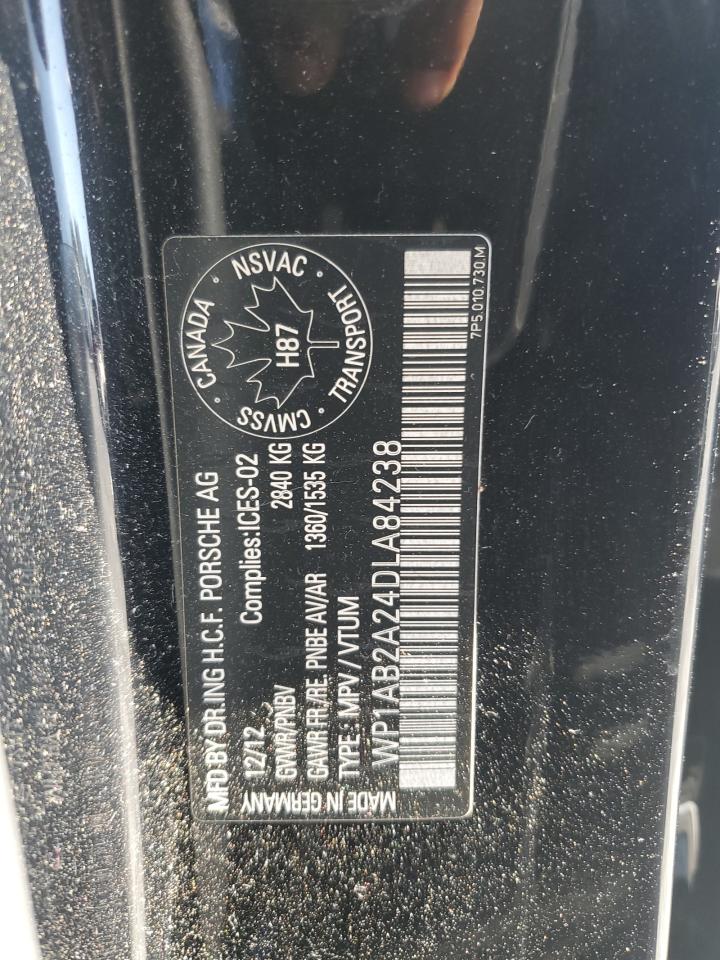 MFD BY DR.ING H.C.F. PORSCHE AG
12/12 Complies:ICES-02
GVWR/PNBV 2840 KG
GAWR FR/RE. PNBE AV/AR 1360/1535 KG
TYPE : MPV / VTUM
WP1AB2A24DLA84238
MADE IN GERMANY
CANADA · NSVAC · TRANSPORT · CMVSS ·
H87
7P5.010.730.M